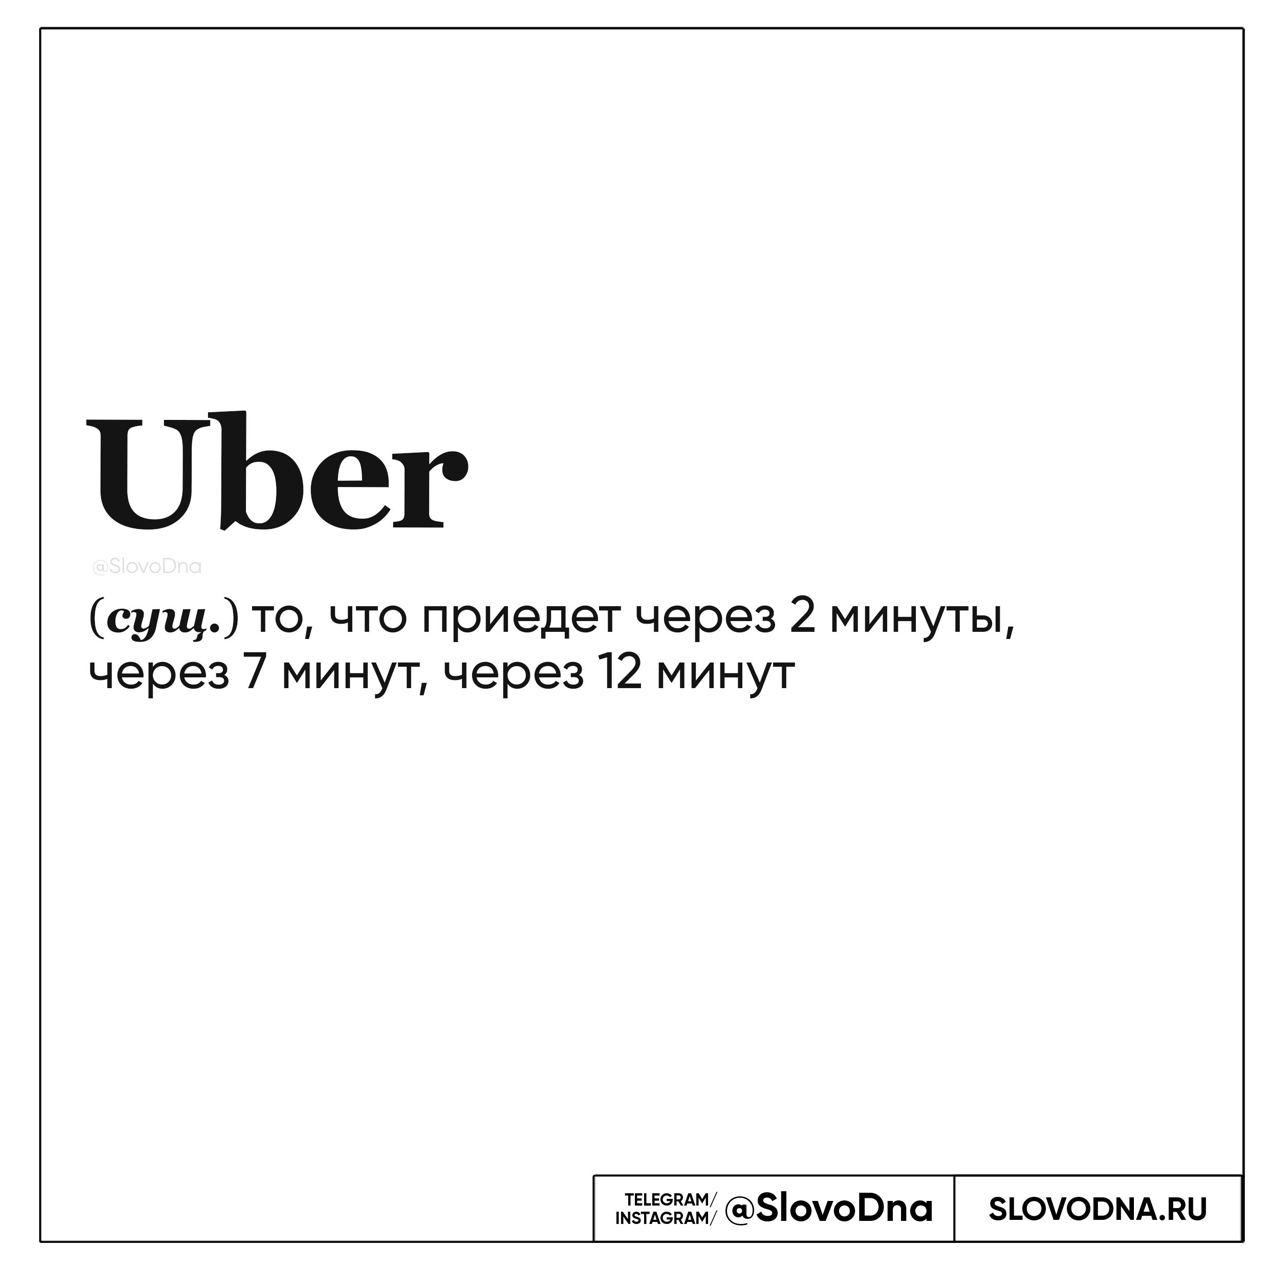 Uber
@SlovoDna
(сущ.) то, что приедет через 2 минуты,
через 7 минут, через 12 минут
TELEGRAM/
INSTAGRAM/
@SlovoDna
SLOVODNA.RU